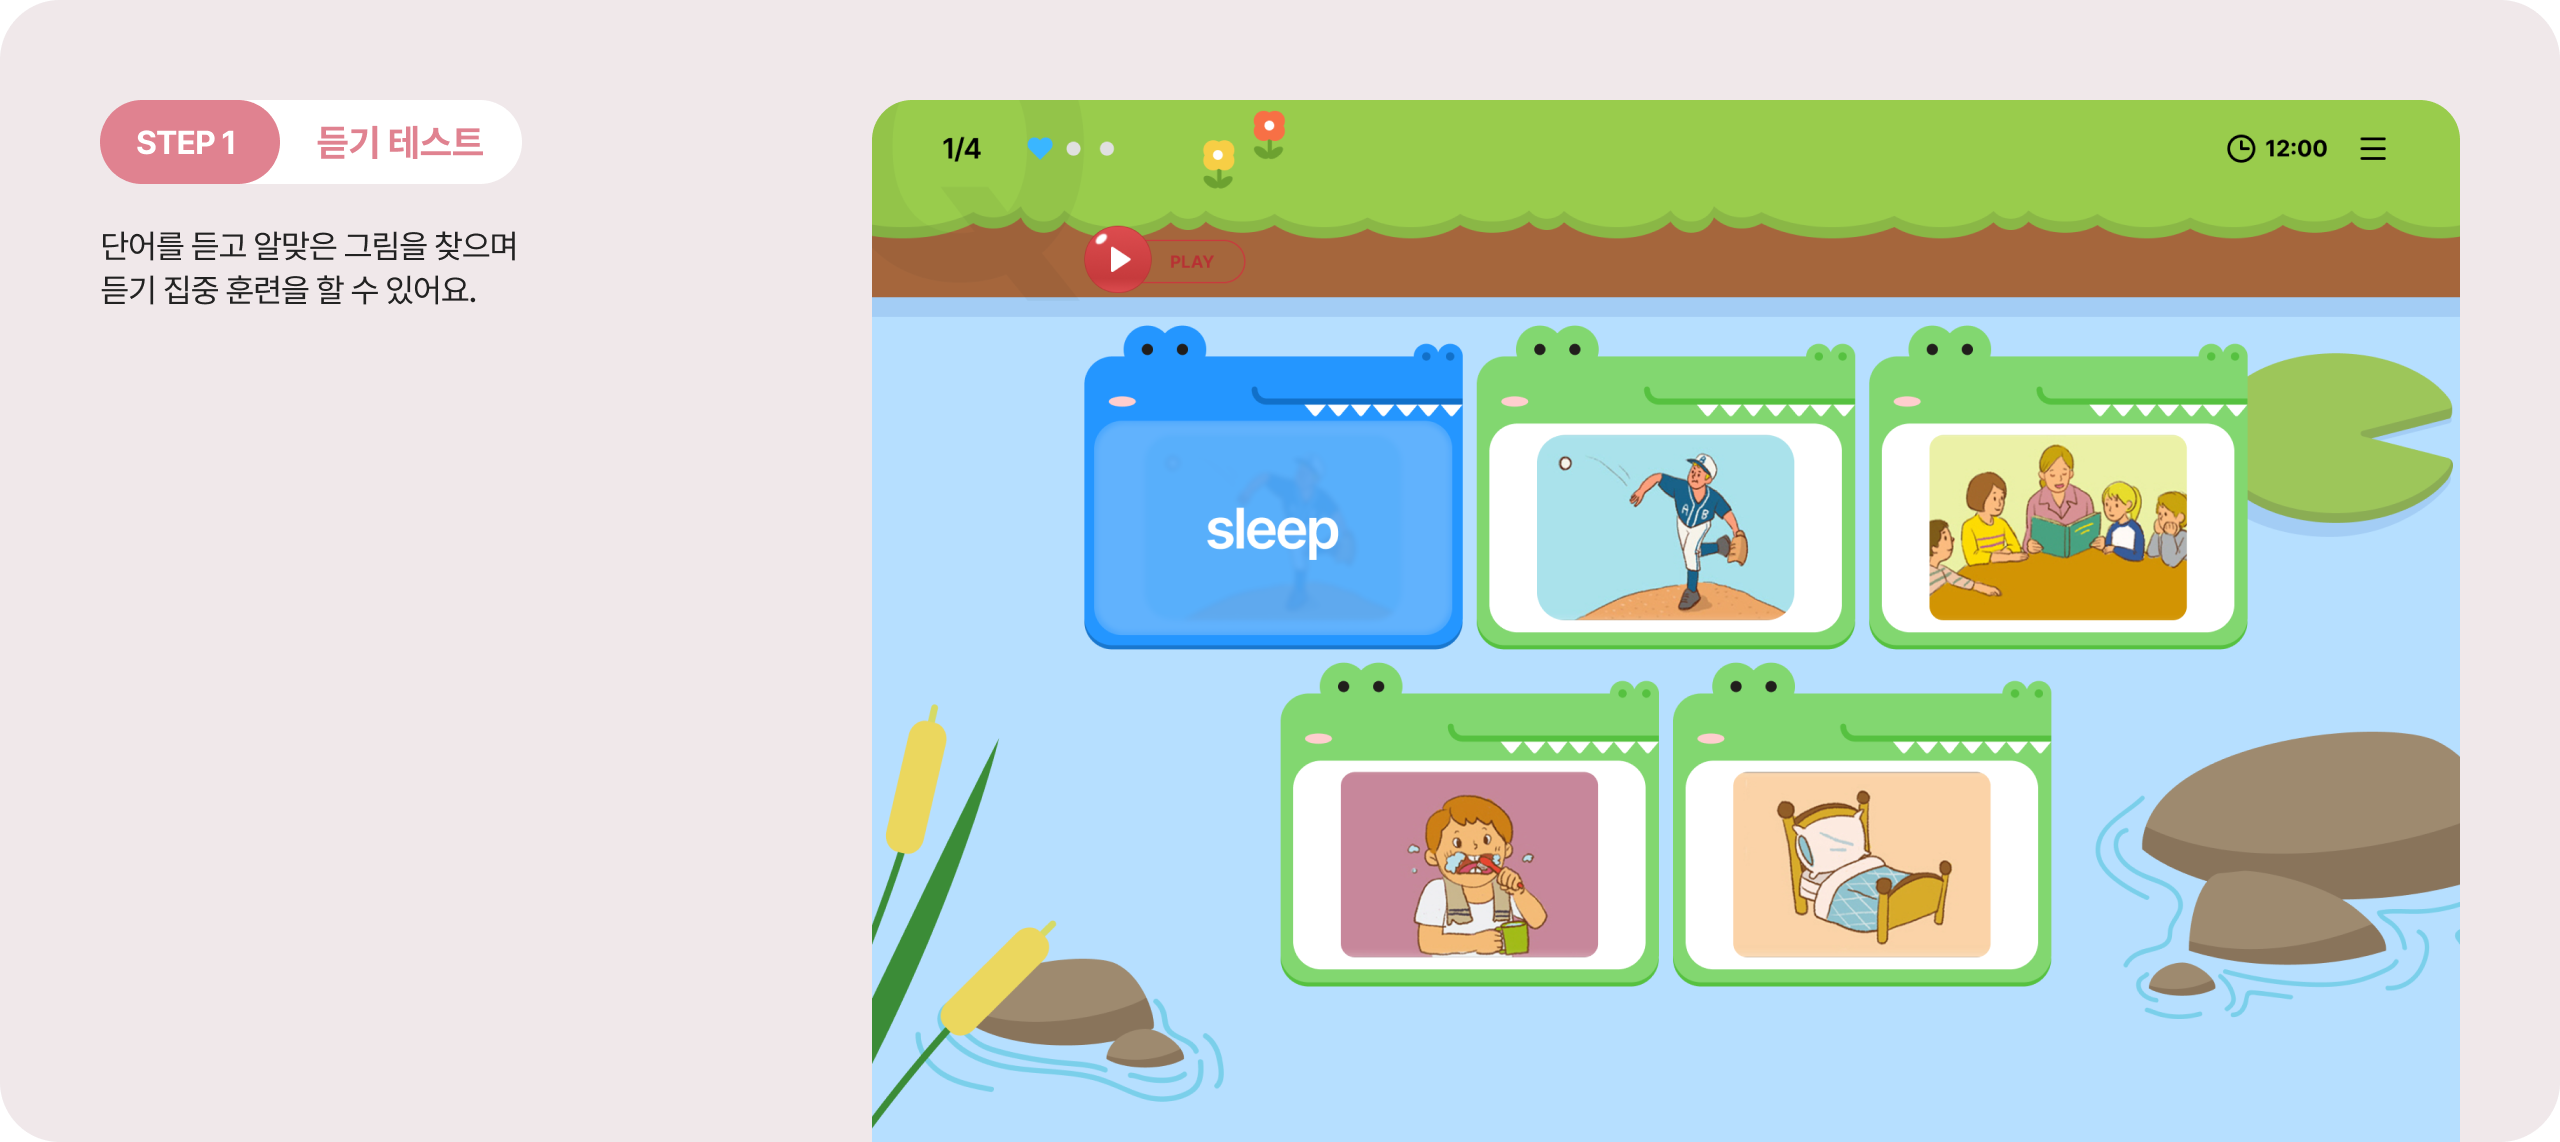 STEP 1 듣기 테스트
단어를 듣고 알맞은 그림을 찾으며
듣기 집중 훈련을 할 수 있어요.
1/4
12:00
Q
PLAY
sleep
A B